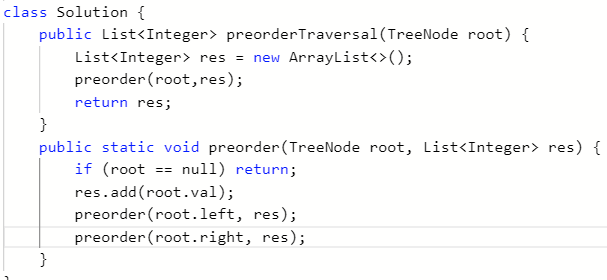 class Solution {
    public List<Integer> preorderTraversal(TreeNode root) {
        List<Integer> res = new ArrayList<>();
        preorder(root,res);
        return res;
    }
    public static void preorder(TreeNode root, List<Integer> res) {
        if (root == null) return;
        res.add(root.val);
        preorder(root.left, res);
        preorder(root.right, res);
    }
}